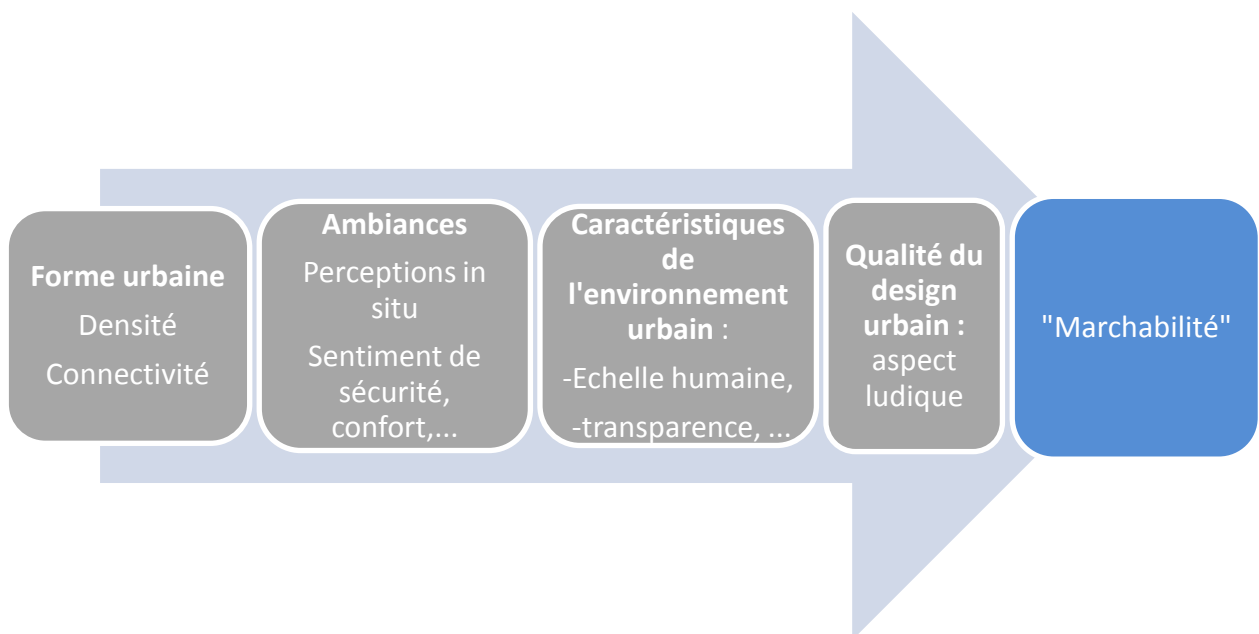 Forme urbaine
Densité
Connectivité
Ambiances
Perceptions in
situ
Sentiment de
sécurité,
confort,...
Caractéristiques
de
l'environnement
urbain :
-Echelle humaine,
-transparence, ...
Qualité du
design
urbain :
aspect
ludique
"Marchabilité"